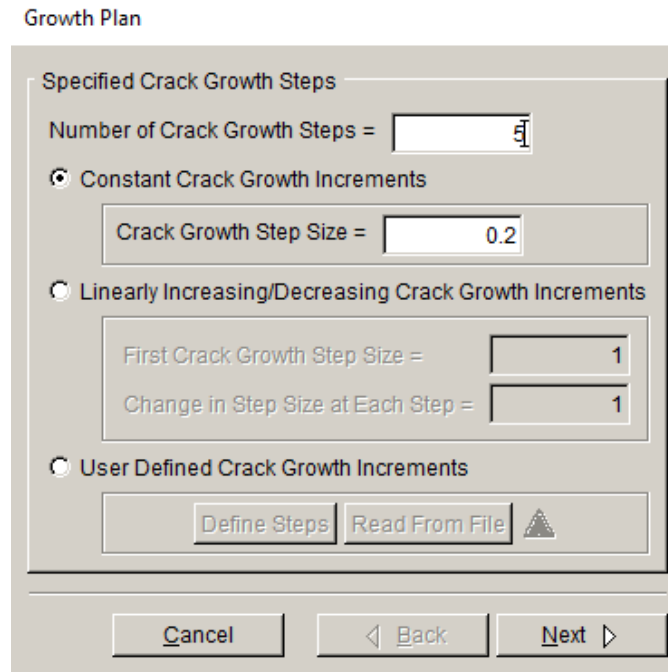 Growth Plan
Specified Crack Growth Steps
Number of Crack Growth Steps = 5
Constant Crack Growth Increments
Crack Growth Step Size = 0.2
Linearly Increasing/Decreasing Crack Growth Increments
First Crack Growth Step Size = 1
Change in Step Size at Each Step = 1
User Defined Crack Growth Increments
Define Steps Read From File
Cancel Back Next